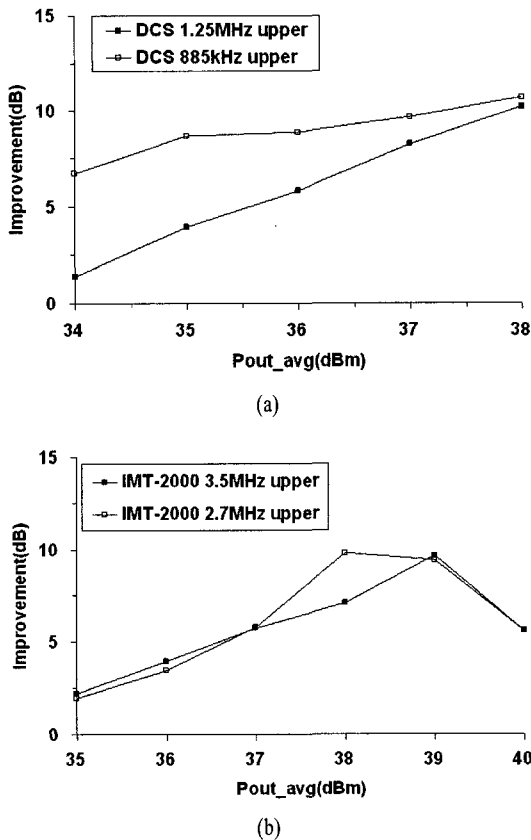 15
DCS 1.25MHz upper
DCS 885kHz upper
10
Improvement(dB)
5
0
34 35 36 37 38
Pout_avg(dBm)
(a)
15
IMT-2000 3.5MHz upper
IMT-2000 2.7MHz upper
10
Improvement(dB)
5
0
35 36 37 38 39 40
Pout_avg(dBm)
(b)